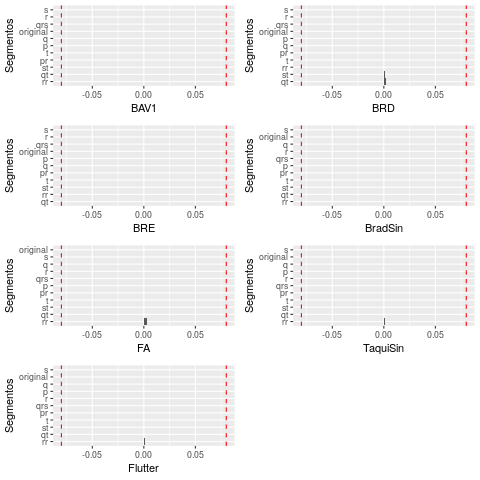 Segmentos
s
r
qrs
original
q
p
t
pr
st
qt
rr
-0.05 0.00 0.05
BAV1
Segmentos
s
r
qrs
original
p
q
pr
t
st
qt
rr
-0.05 0.00 0.05
BRD
Segmentos
s
r
qrs
original
p
q
pr
t
st
rr
qt
-0.05 0.00 0.05
BRE
Segmentos
s
original
q
r
qrs
p
pr
t
st
qt
rr
-0.05 0.00 0.05
BradSin
Segmentos
original
s
q
p
r
qrs
pr
t
st
qt
rr
-0.05 0.00 0.05
FA
Segmentos
s
original
q
p
r
qrs
pr
t
st
qt
rr
-0.05 0.00 0.05
TaquiSin
Segmentos
s
original
q
p
r
qrs
pr
t
st
qt
rr
-0.05 0.00 0.05
Flutter